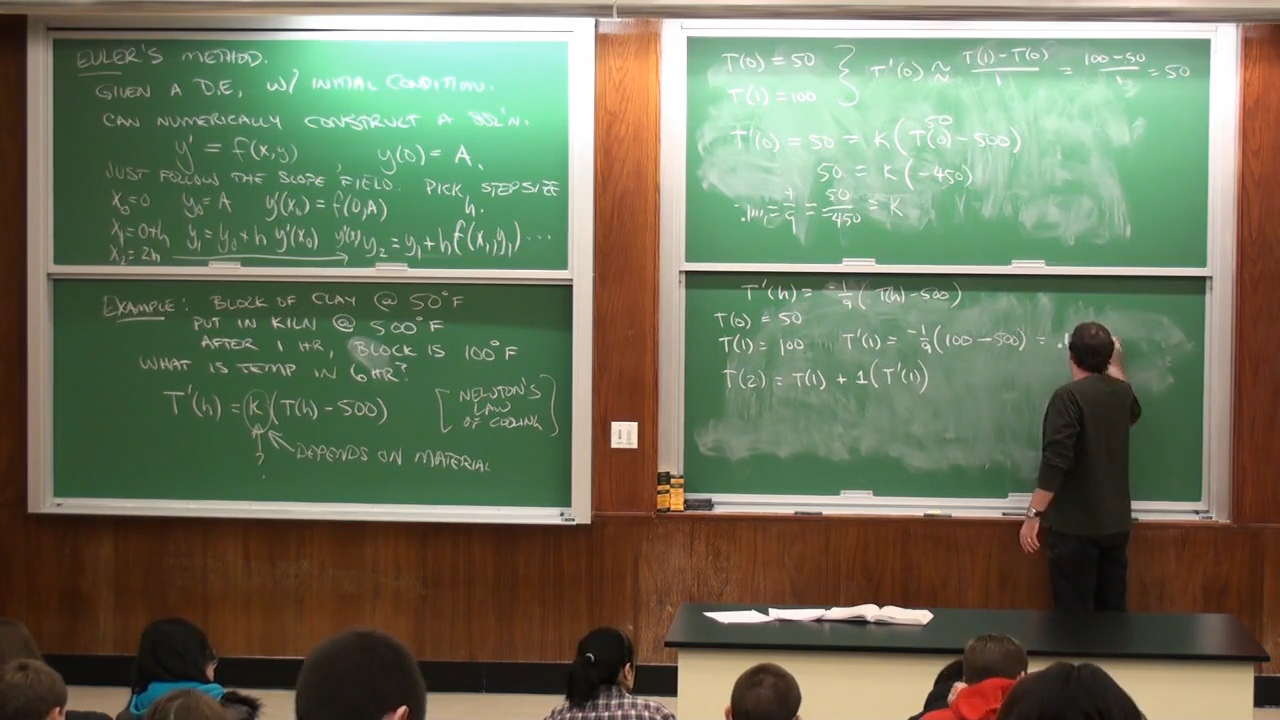 EULER'S METHOD.
GIVEN A D.E, W/ INITIAL CONDITION.
CAN NUMERICALLY CONSTRUCT A SOL'N.
y' = f(x,y) y(0) = A.
JUST FOLLOW THE SLOPE FIELD. PICK STEPSIZE h.
x₀=0 y₀=A y'(x₀) = f(0,A)
x₁=0+h y₁=y₀+h y'(x₀) y₂=y₁+h f(x₁,y₁) ...
x₂=2h
EXAMPLE: BLOCK OF CLAY @ 50°F
PUT IN KILN @ 500°F
AFTER 1 HR, BLOCK IS 100°F
WHAT IS TEMP IN 6HR?
T'(h) = K (T(h) - 500) [NEWTON'S
LAW
OF COOLING]
? DEPENDS ON MATERIAL
T(0) = 50
T(1) = 100 } T'(0) ≈ T(1)-T(0)/1 = 100-50/1 = 50
T'(0) = 50 = K(T(0) - 500)
50
50 = K(-450)
-.111 = -1/9 = 50/-450 = K
T'(h) = -1/9 (T(h) - 500)
T(0) = 50
T(1) = 100 T'(1) = -1/9 (100 - 500) =
T(2) = T(1) + 1(T'(1))